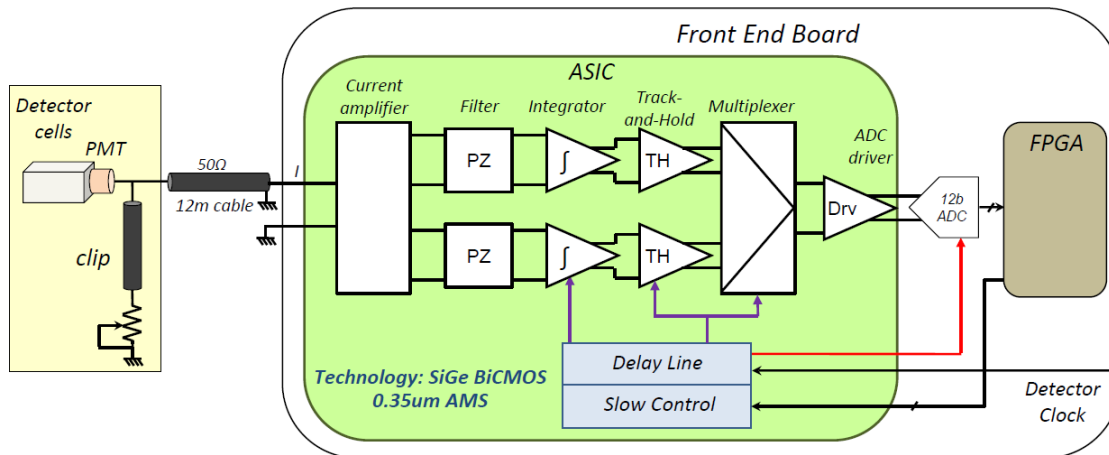 Front End Board
ASIC
Detector
cells
PMT
50Ω
12m cable
clip
I
Current
amplifier
Filter
Integrator
Track-
and-Hold
Multiplexer
ADC
driver
FPGA
PZ
∫
TH
Drv
12b
ADC
PZ
∫
TH
Delay Line
Slow Control
Technology: SiGe BiCMOS
0.35um AMS
Detector
Clock